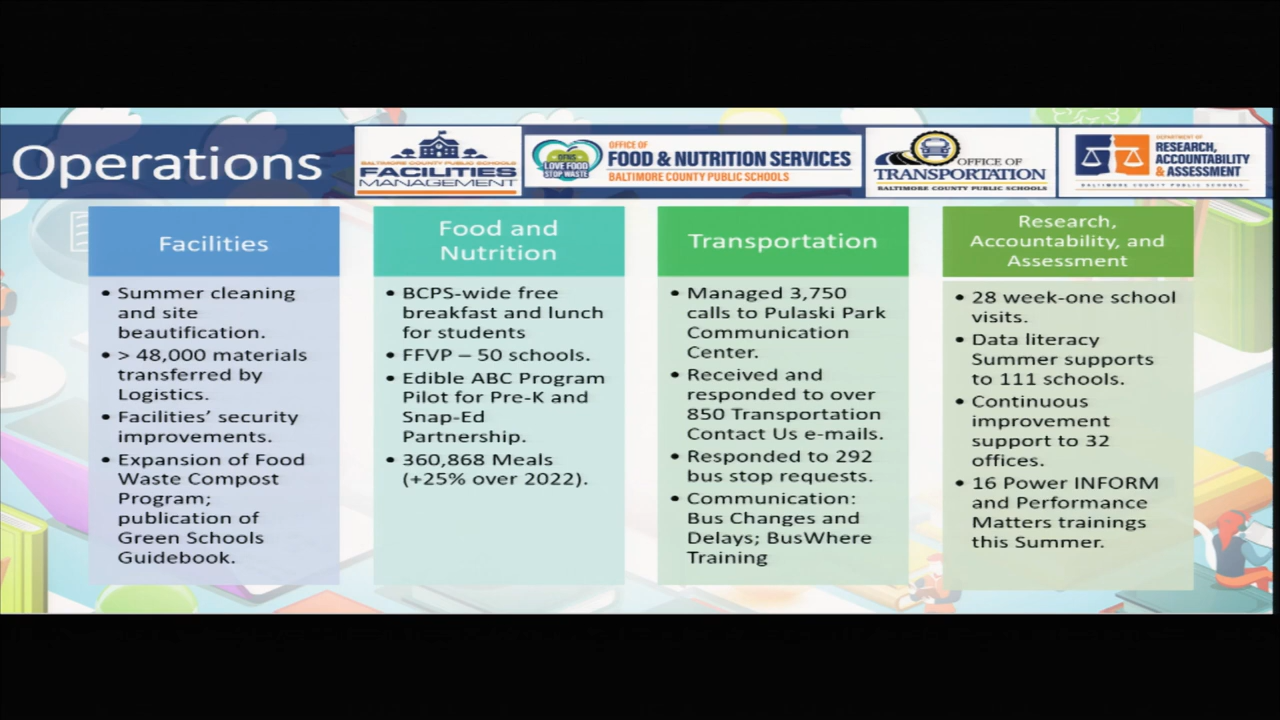 Operations
BALTIMORE COUNTY PUBLIC SCHOOLS
FACILITIES
MANAGEMENT
BCPS
LOVE FOOD
STOP WASTE
OFFICE OF
FOOD & NUTRITION SERVICES
BALTIMORE COUNTY PUBLIC SCHOOLS
OFFICE OF
TRANSPORTATION
BALTIMORE COUNTY PUBLIC SCHOOLS
DEPARTMENT OF
RESEARCH,
ACCOUNTABILITY
& ASSESSMENT
BALTIMORE COUNTY PUBLIC SCHOOLS
Facilities
• Summer cleaning
and site
beautification.
• > 48,000 materials
transferred by
Logistics.
• Facilities’ security
improvements.
• Expansion of Food
Waste Compost
Program;
publication of
Green Schools
Guidebook.
Food and
Nutrition
• BCPS-wide free
breakfast and lunch
for students
• FFVP – 50 schools.
• Edible ABC Program
Pilot for Pre-K and
Snap-Ed
Partnership.
• 360,868 Meals
(+25% over 2022).
Transportation
• Managed 3,750
calls to Pulaski Park
Communication
Center.
• Received and
responded to over
850 Transportation
Contact Us e-mails.
• Responded to 292
bus stop requests.
• Communication:
Bus Changes and
Delays; BusWhere
Training
Research,
Accountability, and
Assessment
• 28 week-one school
visits.
• Data literacy
Summer supports
to 111 schools.
• Continuous
improvement
support to 32
offices.
• 16 Power INFORM
and Performance
Matters trainings
this Summer.